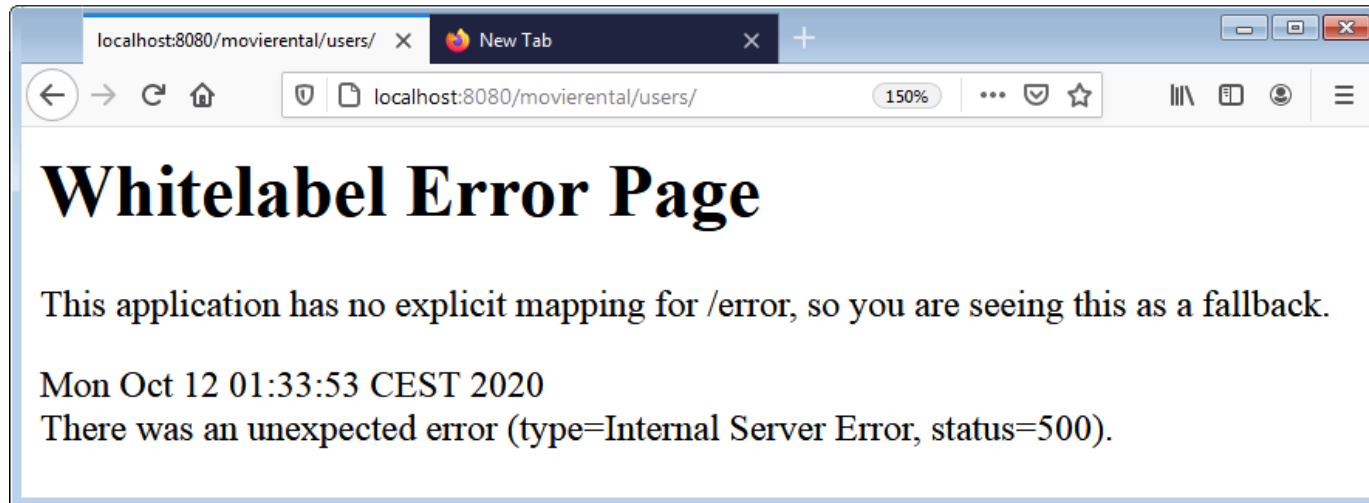 localhost:8080/movierental/users/
New Tab
localhost:8080/movierental/users/
150%
Whitelabel Error Page
This application has no explicit mapping for /error, so you are seeing this as a fallback.
Mon Oct 12 01:33:53 CEST 2020
There was an unexpected error (type=Internal Server Error, status=500).